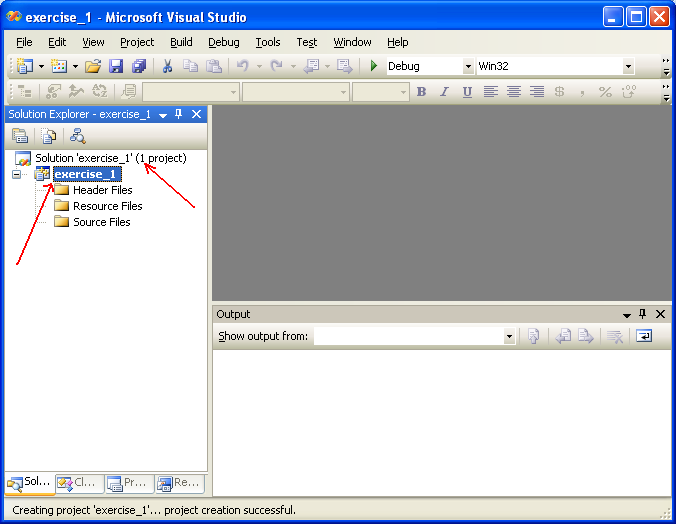 exercise_1 - Microsoft Visual Studio
File Edit View Project Build Debug Tools Test Window Help
Debug Win32
B I U $ , %
Solution Explorer - exercise_1
Solution 'exercise_1' (1 project)
exercise_1
Header Files
Resource Files
Source Files
Output
Show output from:
Sol... Cl... Pr... Re...
Creating project 'exercise_1'... project creation successful.